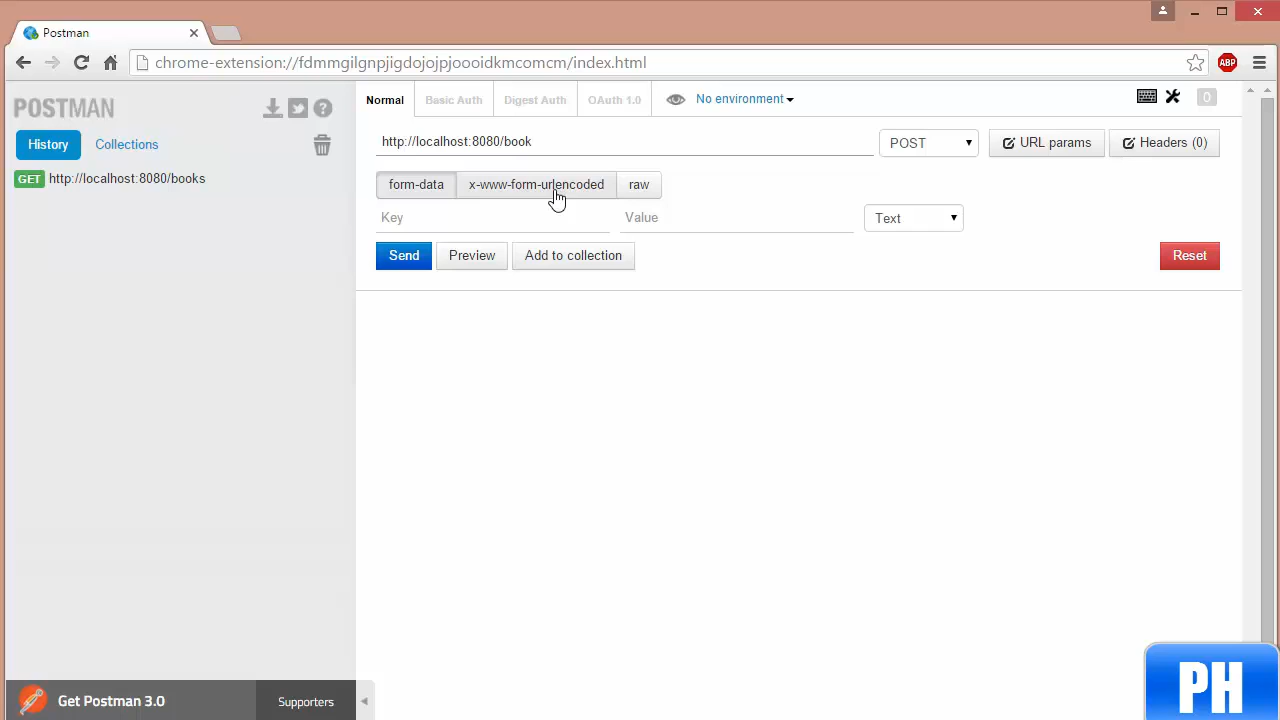 Postman
chrome-extension://fdmmgilgnpjigdojojpjoooidkmcomcm/index.html
ABP
POSTMAN
History
Collections
GET http://localhost:8080/books
Normal
Basic Auth
Digest Auth
OAuth 1.0
No environment
0
http://localhost:8080/book
POST
URL params
Headers (0)
form-data
x-www-form-urlencoded
raw
Key
Value
Text
Send
Preview
Add to collection
Reset
Get Postman 3.0
Supporters
PH